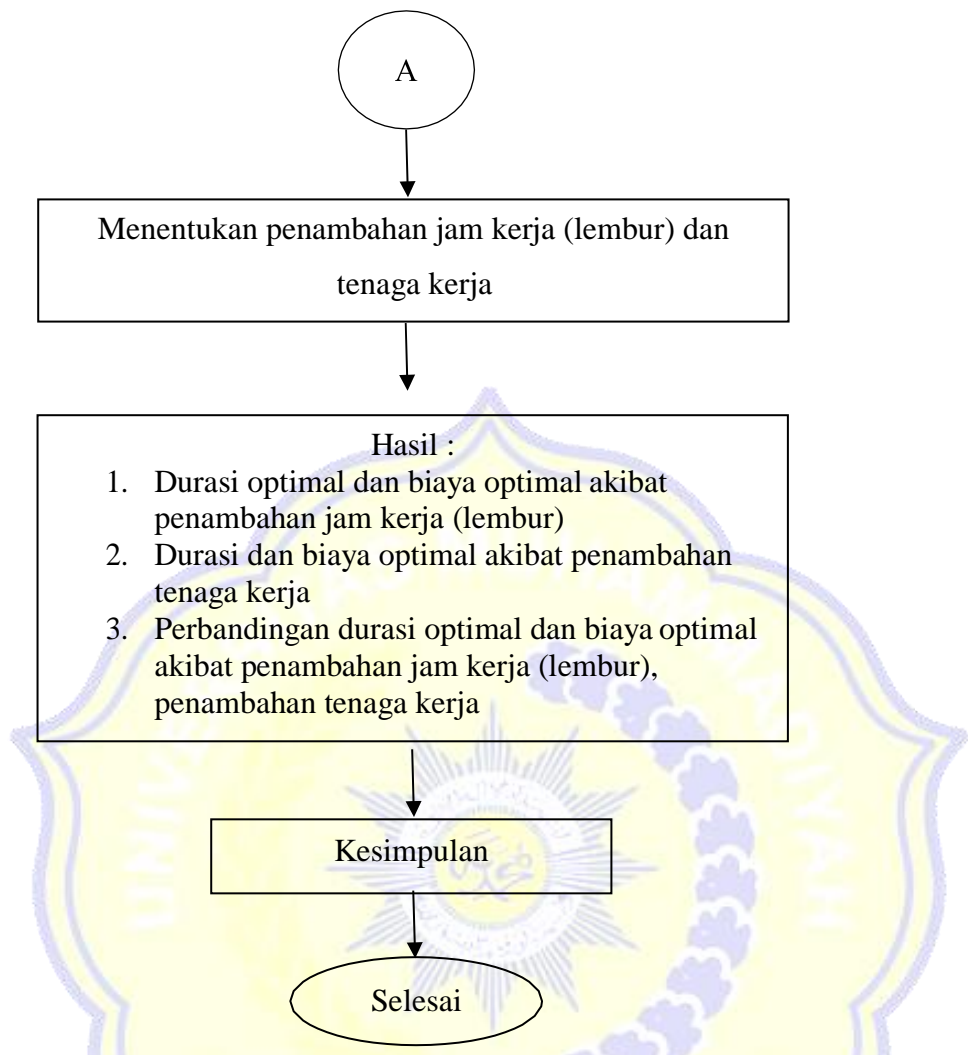 A
Menentukan penambahan jam kerja (lembur) dan
tenaga kerja
Hasil :
1. Durasi optimal dan biaya optimal akibat
penambahan jam kerja (lembur)
2. Durasi dan biaya optimal akibat penambahan
tenaga kerja
3. Perbandingan durasi optimal dan biaya optimal
akibat penambahan jam kerja (lembur),
penambahan tenaga kerja
Kesimpulan
Selesai